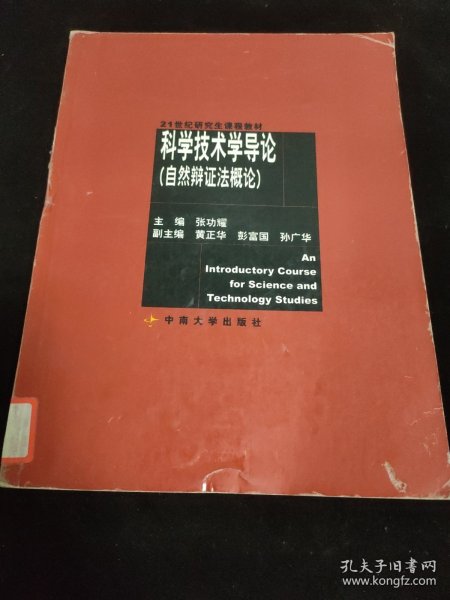 21世纪研究生课程教材
科学技术学导论
(自然辩证法概论)
主 编 张功耀
副主编 黄正华 彭富国 孙广华
An
Introductory Course
for Science and
Technology Studies
中南大学出版社
孔夫子旧书网
www.kongfz.com